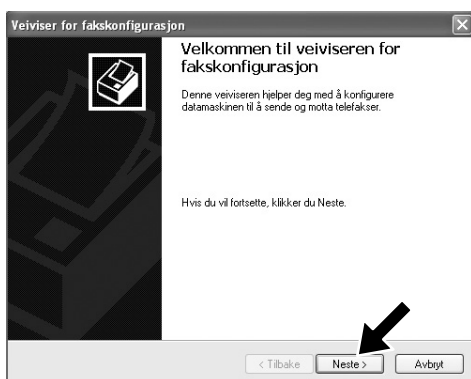 Veiviser for fakskonfigurasjon
Velkommen til veiviseren for
fakskonfigurasjon
Denne veiviseren hjelper deg med å konfigurere
datamaskinen til å sende og motta telefakser.
Hvis du vil fortsette, klikker du Neste.
< Tilbake Neste > Avbryt